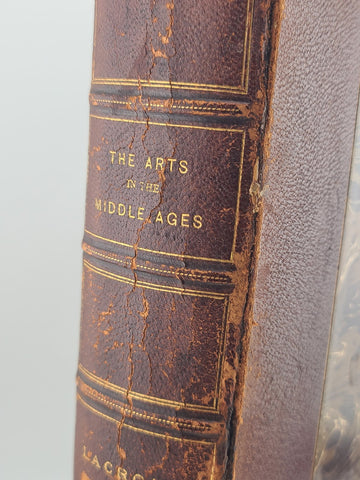 THE ARTS
IN THE
MIDDLE AGES
LACRO